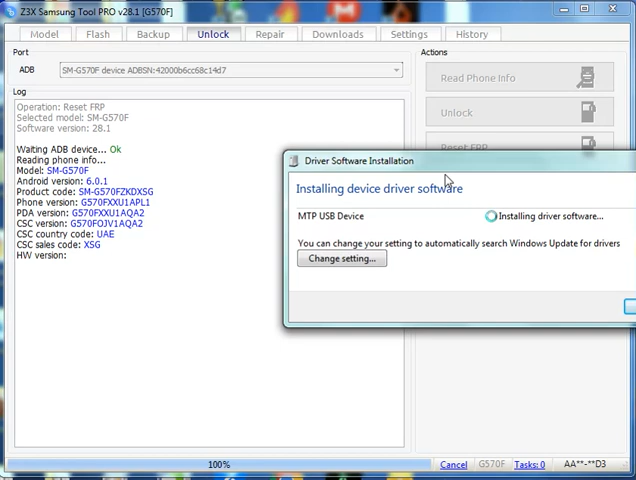 Z3X Samsung Tool PRO v28.1 [G570F]
Model Flash Backup Unlock Repair Downloads Settings History
Port
ADB SM-G570F device ADBSN:42000b6cc68c14d7
Actions
Read Phone Info
Unlock
Reset FRP
Log
Operation: Reset FRP
Selected model: SM-G570F
Software version: 28.1
Waiting ADB device... Ok
Reading phone info...
Model: SM-G570F
Android version: 6.0.1
Product code: SM-G570FZKDXSG
Phone version: G570FXXU1APL1
PDA version: G570FXXU1AQA2
CSC version: G570FOJV1AQA2
CSC country code: UAE
CSC sales code: XSG
HW version:
Driver Software Installation
Installing device driver software
MTP USB Device Installing driver software...
You can change your setting to automatically search Windows Update for drivers
Change setting...
100% Cancel G570F Tasks: 0 AA**-**D3